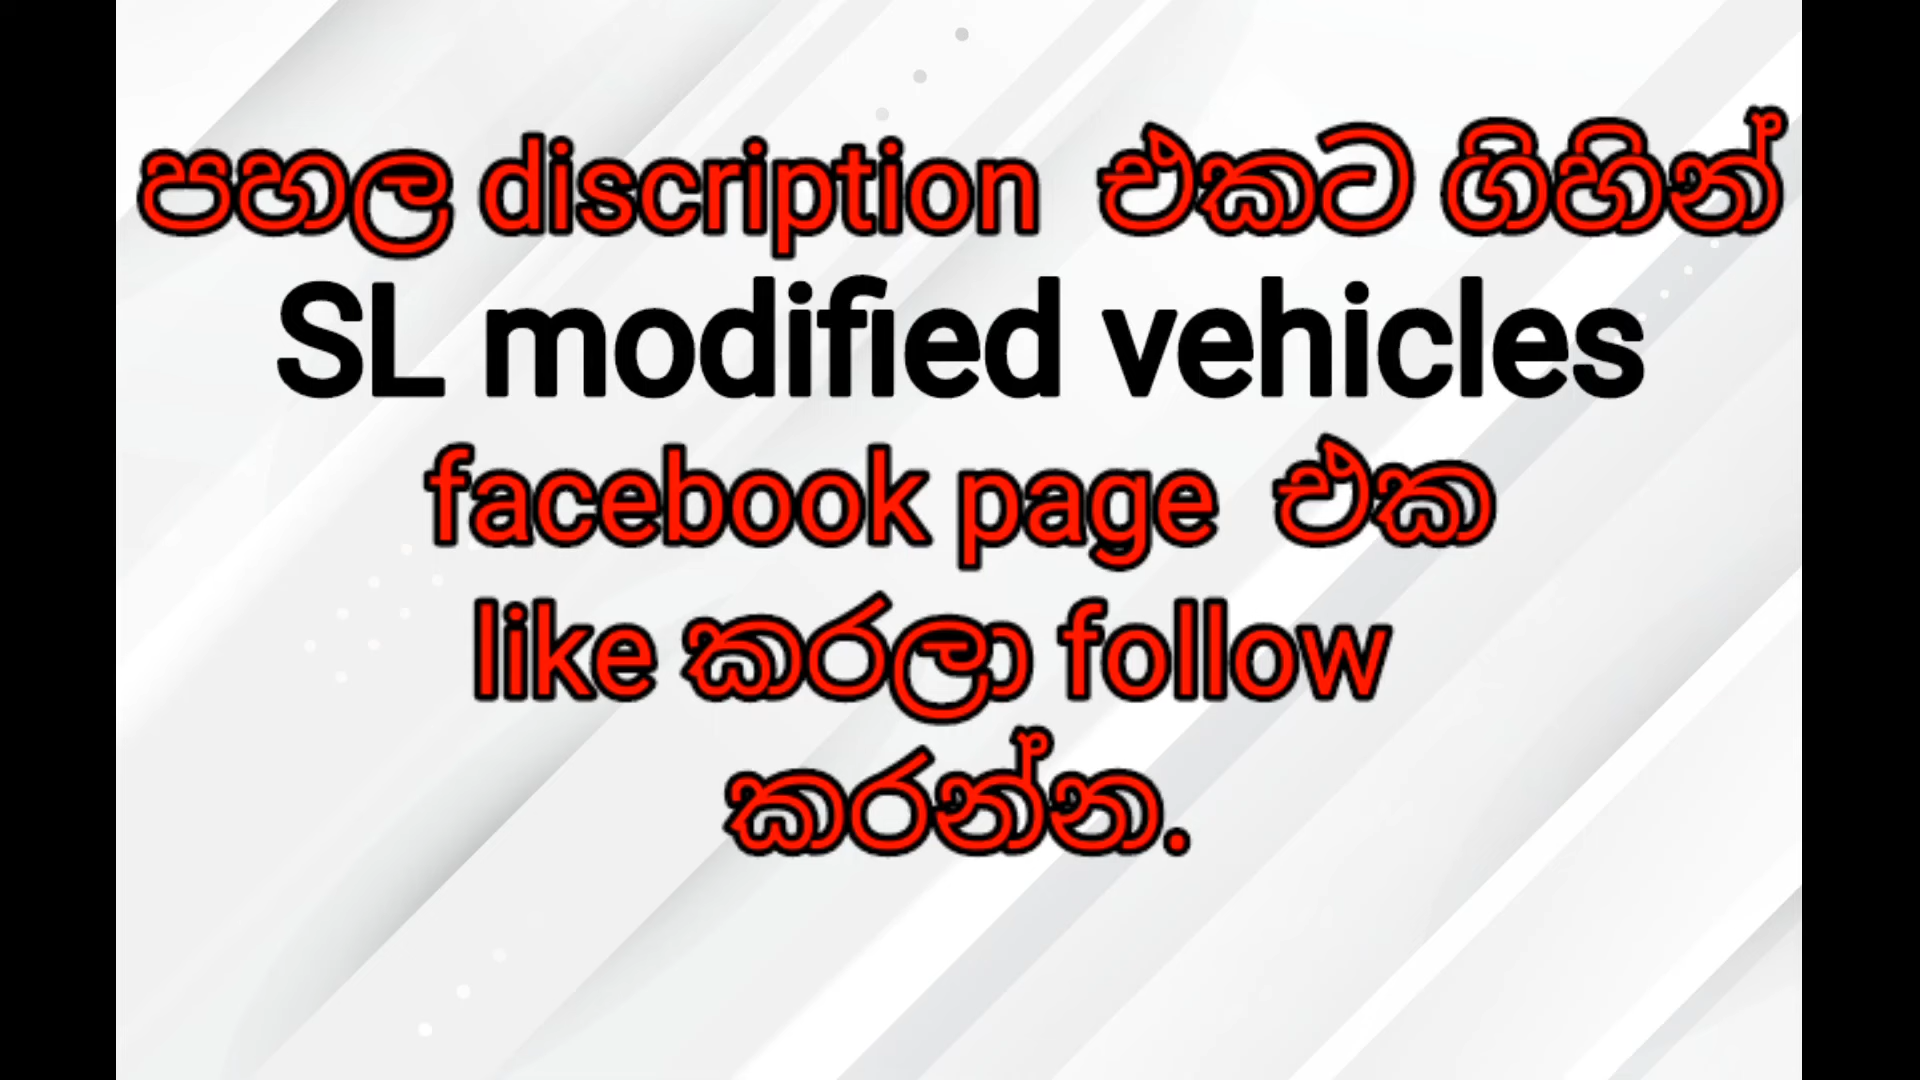 පහල discription එකට ගිහින්
SL modified vehicles
facebook page එක
like කරලා follow
කරන්න.